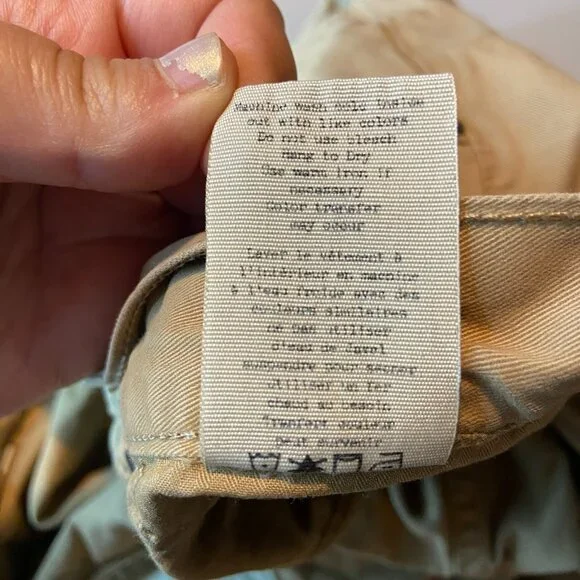 Machine wash cold inside
out with like colors
Do not use bleach
Hang to Dry
Use warm iron if
necessary
Color transfer
may occur
Laver le vêtement à
l'intérieur en machine
à l'eau froide avec des
couleurs similaires
ne pas utiliser
d'eau de Javel
suspendre pour secher
utiliser un fer
chaud au besoin
couleur
Peut survenir